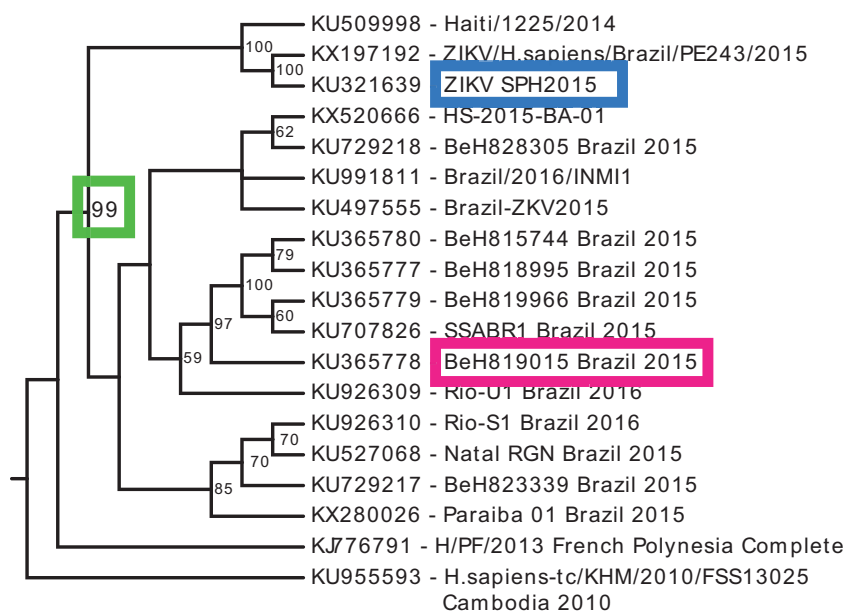 KU509998 - Haiti/1225/2014
100
KX197192 - ZIKV/H.sapiens/Brazil/PE243/2015
100
KU321639 ZIKV SPH2015
KX520666 - HS-2015-BA-01
62
KU729218 - BeH828305 Brazil 2015
KU991811 - Brazil/2016/INMI1
99
KU497555 - Brazil-ZKV2015
KU365780 - BeH815744 Brazil 2015
79
KU365777 - BeH818995 Brazil 2015
100
KU365779 - BeH819966 Brazil 2015
60
97
KU707826 - SSABR1 Brazil 2015
59
KU365778 BeH819015 Brazil 2015
KU926309 - Rio-U1 Brazil 2016
KU926310 - Rio-S1 Brazil 2016
70
KU527068 - Natal RGN Brazil 2015
70
KU729217 - BeH823339 Brazil 2015
85
KX280026 - Paraiba 01 Brazil 2015
KJ776791 - H/PF/2013 French Polynesia Complete
KU955593 - H.sapiens-tc/KHM/2010/FSS13025
Cambodia 2010